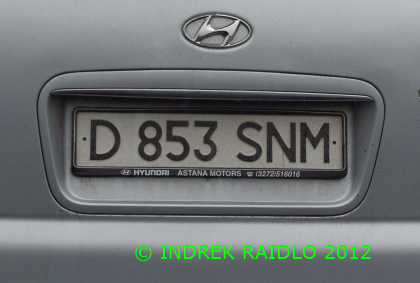 D 853 SNM
HYUNDAI ASTANA MOTORS ☎ (3272)516016
© INDREK RAIDLO 2012